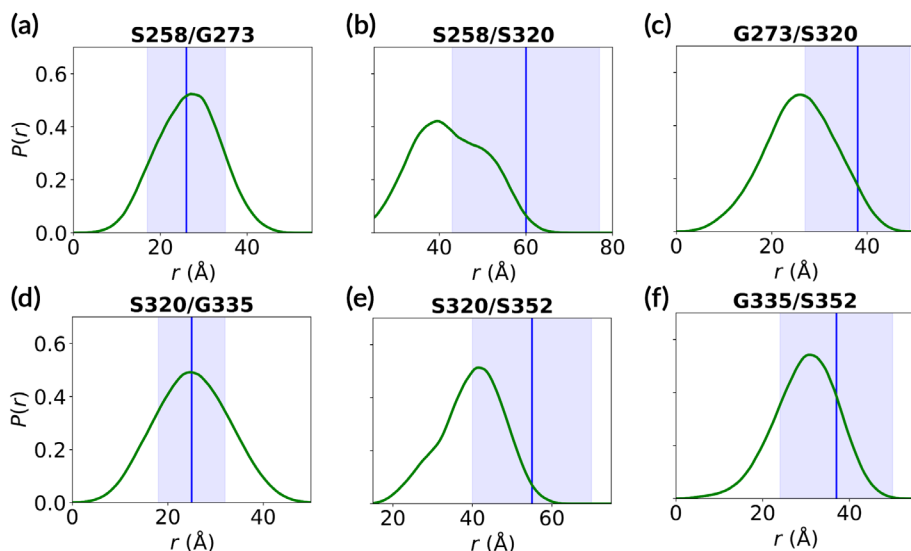 (a)
S258/G273
0.6
0.4
0.2
0.0
P(r)
0
20
40
r (Å)
(b)
S258/S320
40
60
80
r (Å)
(c)
G273/S320
0
20
40
r (Å)
(d)
S320/G335
0.6
0.4
0.2
0.0
P(r)
0
20
40
r (Å)
(e)
S320/S352
20
40
60
r (Å)
(f)
G335/S352
0
20
40
r (Å)